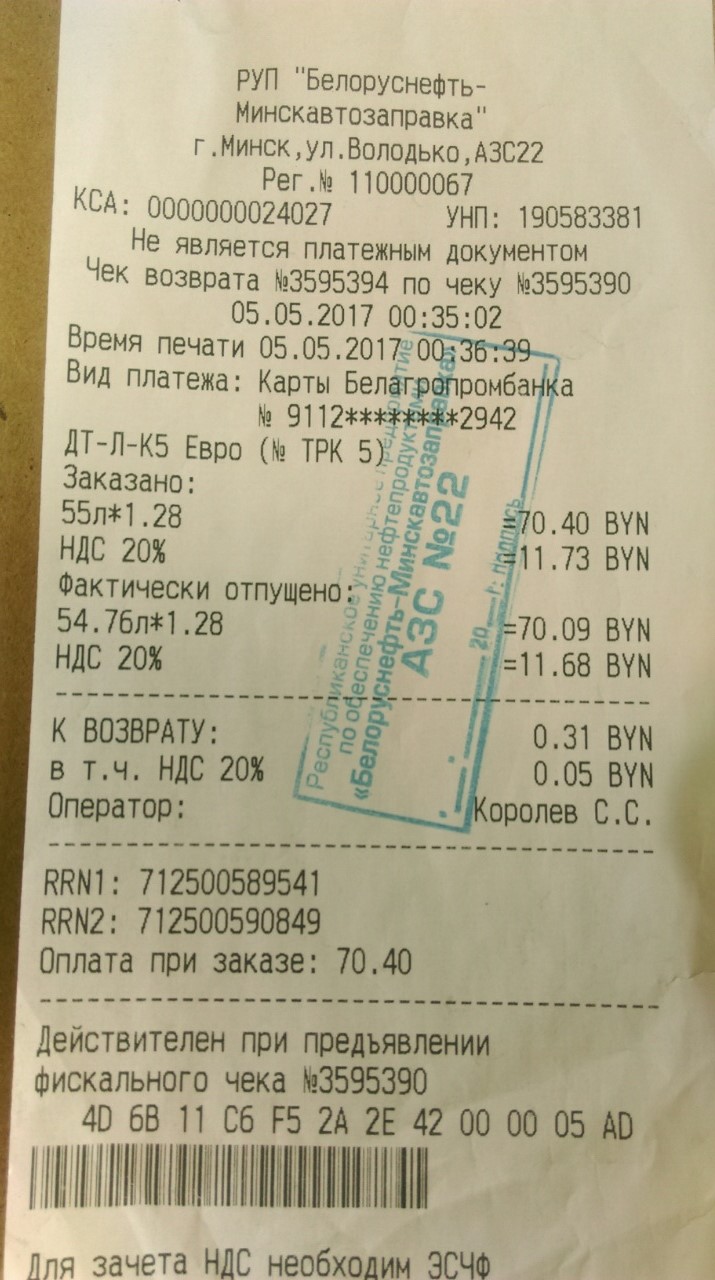 РУП "Белоруснефть-
Минскавтозаправка"
г.Минск,ул.Володько,АЗС22
Рег.№ 110000067
КСА: 0000000024027 УНП: 190583381
Не является платежным документом
Чек возврата №3595394 по чеку №3595390
05.05.2017 00:35:02
Время печати 05.05.2017 00:36:39
Вид платежа: Карты Белагропромбанка
№ 9112********2942
ДТ-Л-К5 Евро (№ ТРК 5)
Заказано:
55л*1.28 =70.40 BYN
НДС 20% =11.73 BYN
Фактически отпущено:
54.76л*1.28 =70.09 BYN
НДС 20% =11.68 BYN
К ВОЗВРАТУ: 0.31 BYN
в т.ч. НДС 20% 0.05 BYN
Оператор: Королев С.С.
RRN1: 712500589541
RRN2: 712500590849
Оплата при заказе: 70.40
Действителен при предъявлении
фискального чека №3595390
4D 6B 11 C6 F5 2A 2E 42 00 00 05 AD
Для зачета НДС необходим ЭСЧФ
Республиканское унитарное предприятие
по обеспечению нефтепродуктами
«Белоруснефть-Минскавтозаправка»
АЗС №22
20 г. Подпись